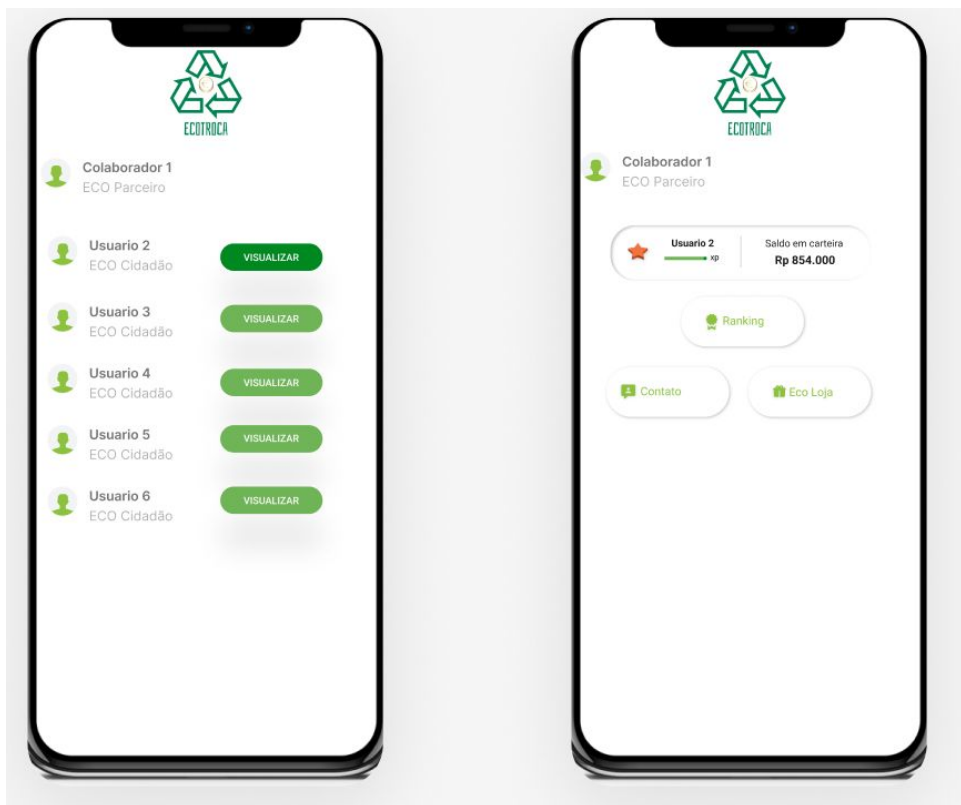 ECOTROCA
Colaborador 1
ECO Parceiro
Usuario 2
ECO Cidadão
VISUALIZAR
Usuario 3
ECO Cidadão
VISUALIZAR
Usuario 4
ECO Cidadão
VISUALIZAR
Usuario 5
ECO Cidadão
VISUALIZAR
Usuario 6
ECO Cidadão
VISUALIZAR
ECOTROCA
Colaborador 1
ECO Parceiro
Usuario 2
xp
Saldo em carteira
Rp 854.000
Ranking
Contato
Eco Loja